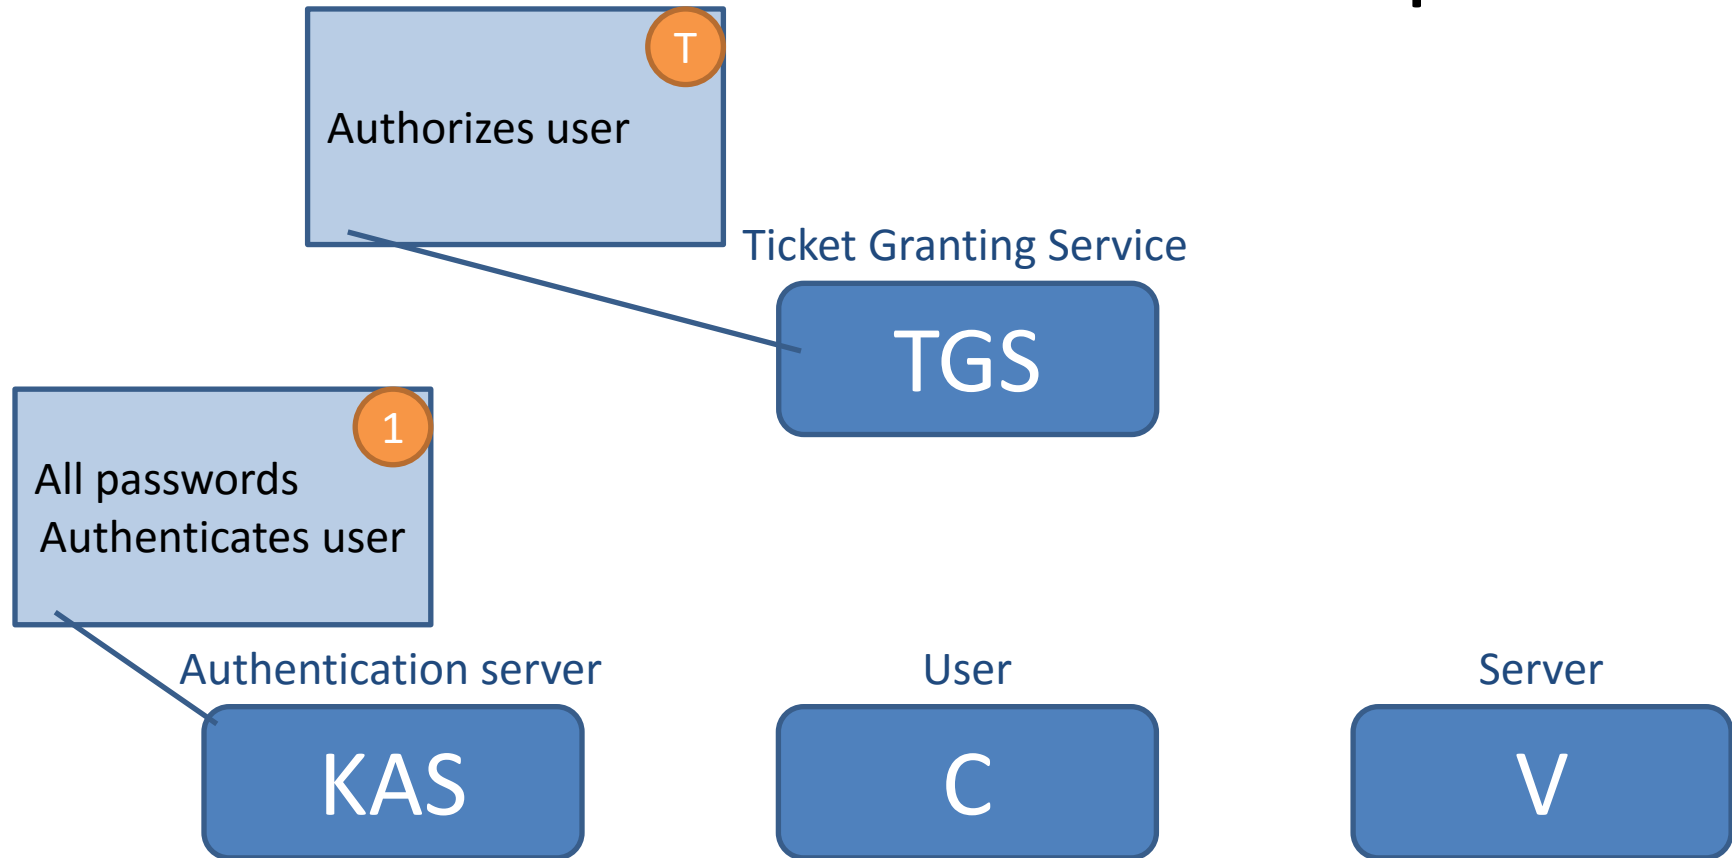 T
Authorizes user
Ticket Granting Service
TGS
1
All passwords
Authenticates user
Authentication server
User
Server
KAS
C
V